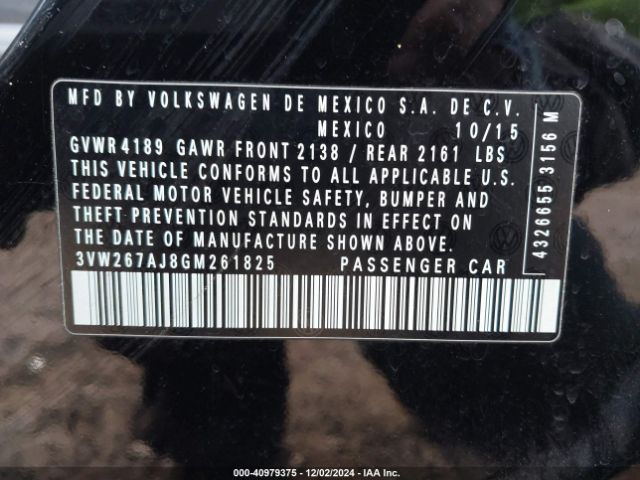 MFD BY VOLKSWAGEN DE MEXICO S.A. DE C.V.
MEXICO 10/15
GVWR 4189 GAWR FRONT 2138 / REAR 2161 LBS
THIS VEHICLE CONFORMS TO ALL APPLICABLE U.S.
FEDERAL MOTOR VEHICLE SAFETY, BUMPER AND
THEFT PREVENTION STANDARDS IN EFFECT ON
THE DATE OF MANUFACTURE SHOWN ABOVE.
3VW267AJ8GM261825 PASSENGER CAR
4326655 3156 M
000-40979375 - 12/02/2024 - IAA Inc.